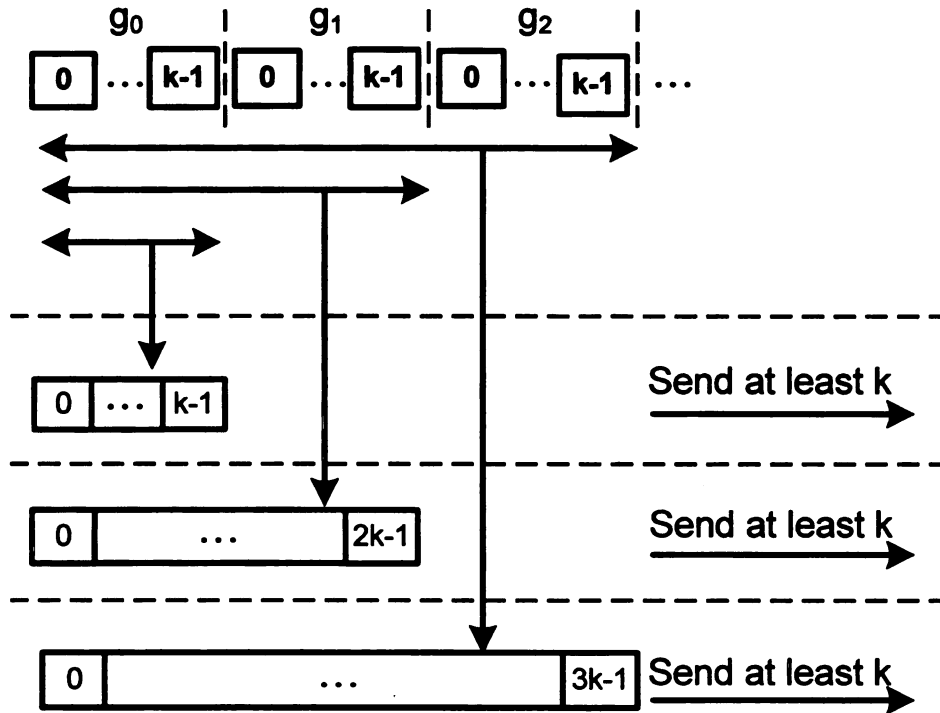 g₀ g₁ g₂
0 ... k-1 0 ... k-1 0 ... k-1 ...
0 ... k-1 Send at least k
0 ... 2k-1 Send at least k
0 ... 3k-1 Send at least k